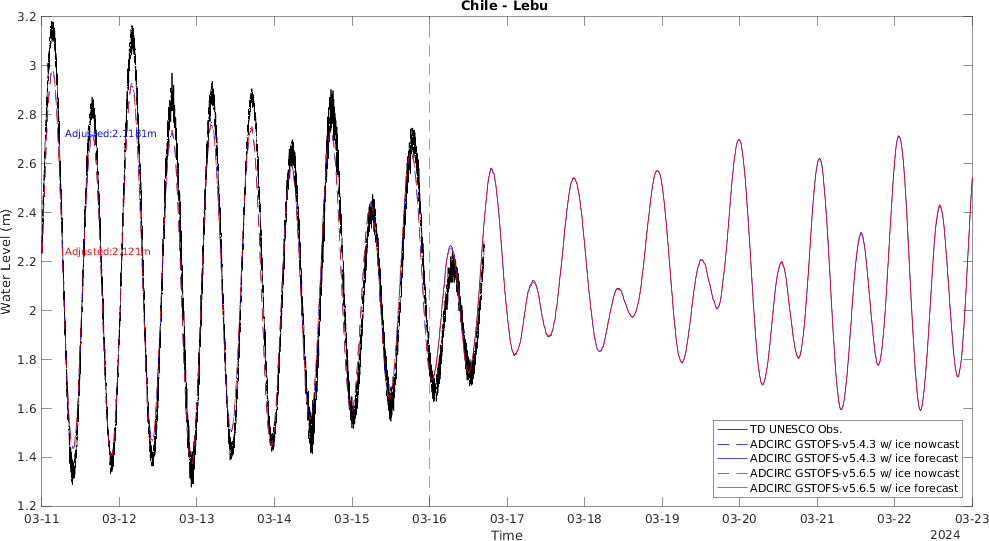 Chile - Lebu
3.2
3
2.8
2.6
2.4
2.2
2
1.8
1.6
1.4
1.2
Water Level (m)
Adjusted:2.1181m
Adjusted:2.121m
TD UNESCO Obs.
ADCIRC GSTOFS-v5.4.3 w/ ice nowcast
ADCIRC GSTOFS-v5.4.3 w/ ice forecast
ADCIRC GSTOFS-v5.6.5 w/ ice nowcast
ADCIRC GSTOFS-v5.6.5 w/ ice forecast
03-11 03-12 03-13 03-14 03-15 03-16 03-17 03-18 03-19 03-20 03-21 03-22 03-23
Time
2024